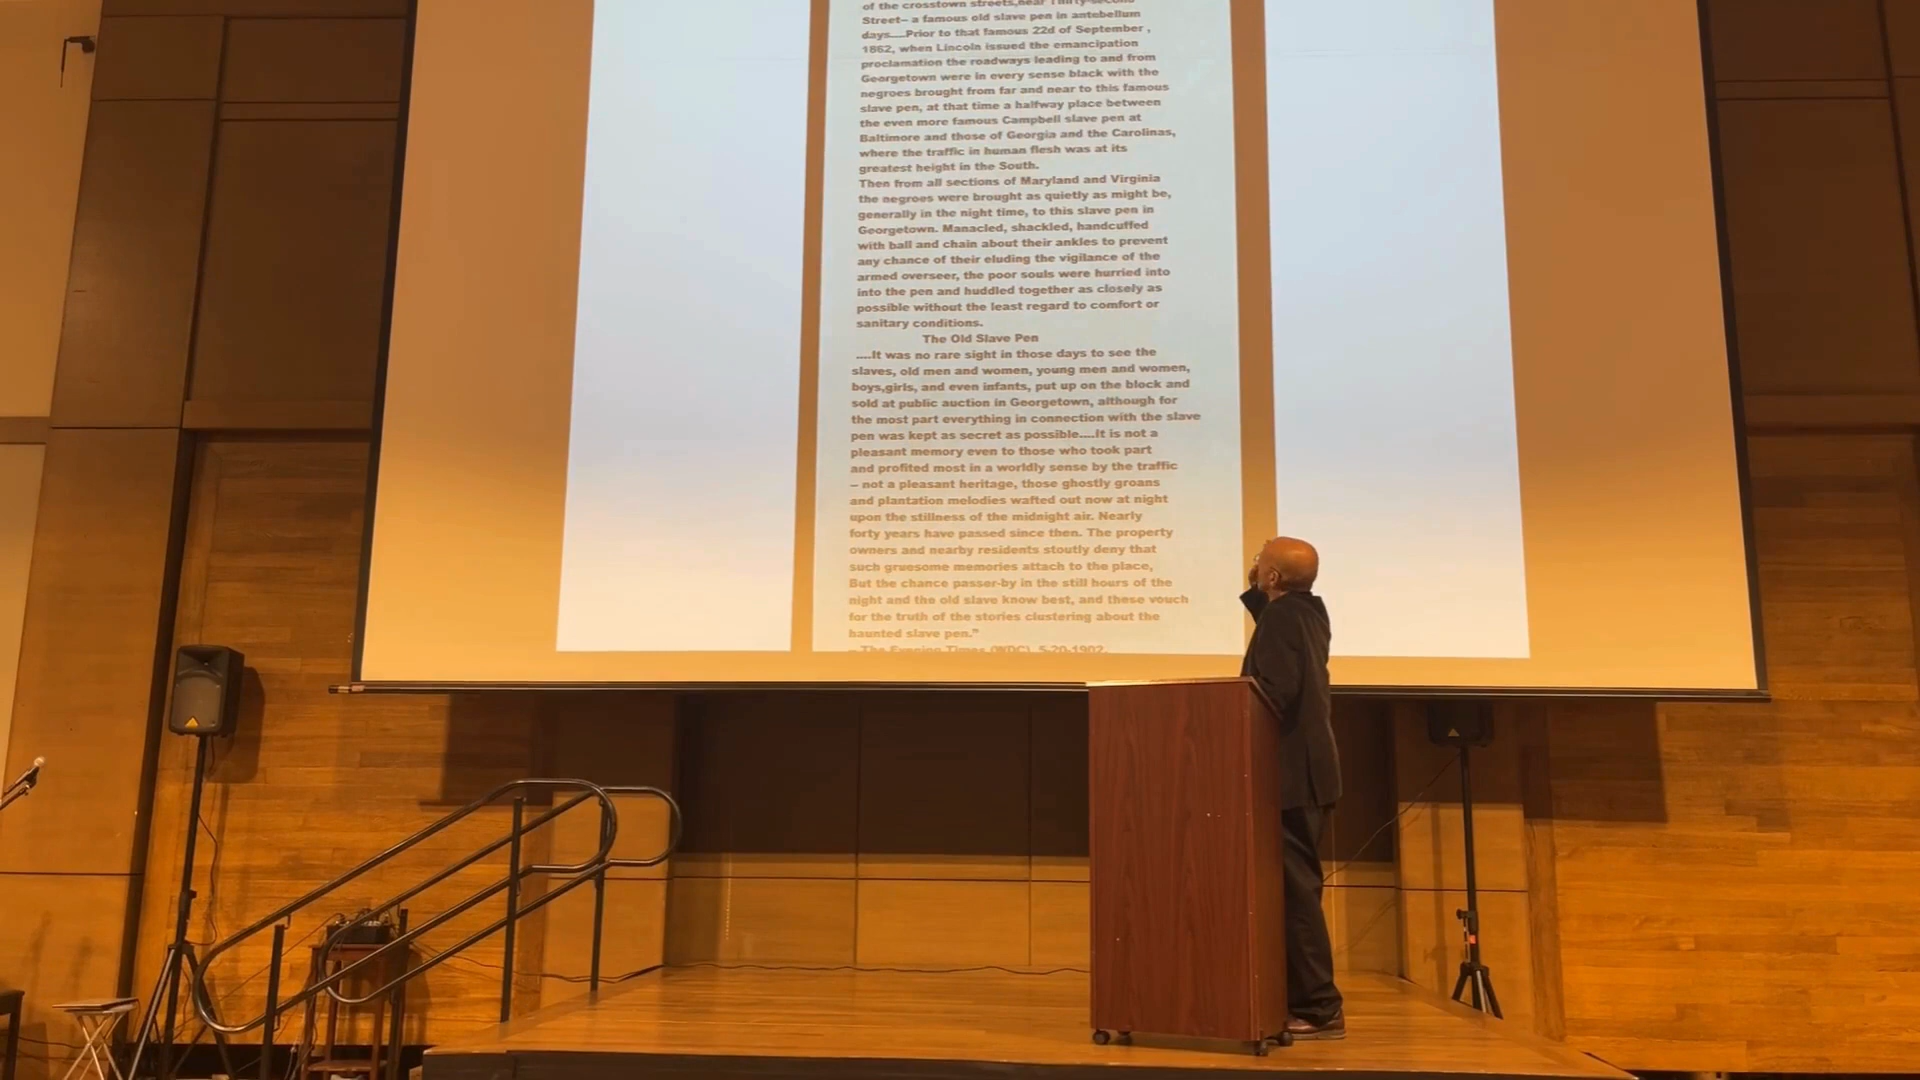 of the crosstown streets,near Thirty-second
Street– a famous old slave pen in antebellum
days....Prior to that famous 22d of September ,
1862, when Lincoln issued the emancipation
proclamation the roadways leading to and from
Georgetown were in every sense black with the
negroes brought from far and near to this famous
slave pen, at that time a halfway place between
the even more famous Campbell slave pen at
Baltimore and those of Georgia and the Carolinas,
where the traffic in human flesh was at its
greatest height in the South.
Then from all sections of Maryland and Virginia
the negroes were brought as quietly as might be,
generally in the night time, to this slave pen in
Georgetown. Manacled, shackled, handcuffed
with ball and chain about their ankles to prevent
any chance of their eluding the vigilance of the
armed overseer, the poor souls were hurried into
into the pen and huddled together as closely as
possible without the least regard to comfort or
sanitary conditions.
The Old Slave Pen
....It was no rare sight in those days to see the
slaves, old men and women, young men and women,
boys,girls, and even infants, put up on the block and
sold at public auction in Georgetown, although for
the most part everything in connection with the slave
pen was kept as secret as possible....It is not a
pleasant memory even to those who took part
and profited most in a worldly sense by the traffic
– not a pleasant heritage, those ghostly groans
and plantation melodies wafted out now at night
upon the stillness of the midnight air. Nearly
forty years have passed since then. The property
owners and nearby residents stoutly deny that
such gruesome memories attach to the place,
But the chance passer-by in the still hours of the
night and the old slave know best, and these vouch
for the truth of the stories clustering about the
haunted slave pen."
– The Evening Times (WDC), 5-20-1902.